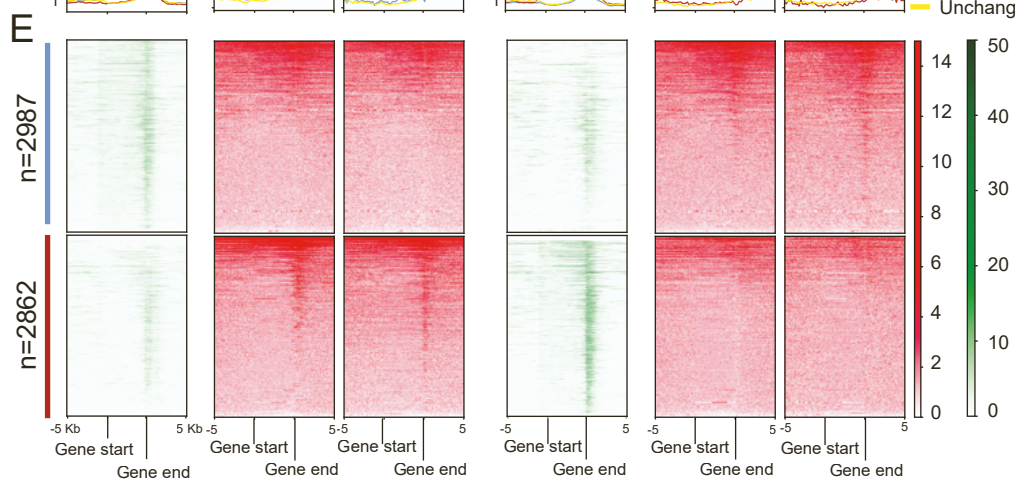 Unchang
E
n=2987
n=2862
14
12
10
8
6
4
2
0
50
40
30
20
10
0
-5 Kb 5 Kb -5 5 -5 5 -5 5 -5 5 -5 5
Gene start Gene start Gene start Gene start Gene start Gene start
Gene end Gene end Gene end Gene end Gene end Gene end